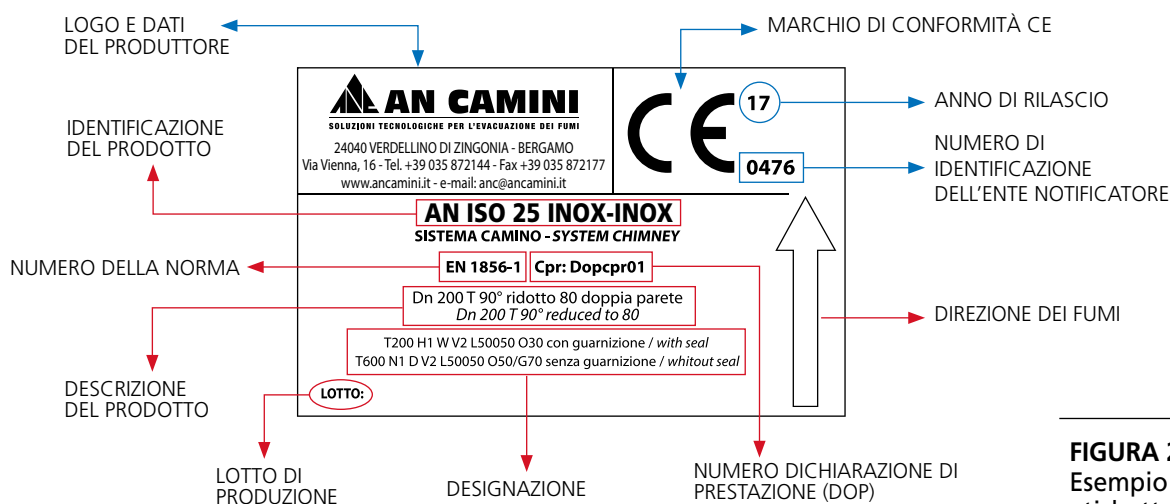 LOGO E DATI
DEL PRODUTTORE
MARCHIO DI CONFORMITÀ CE
AN CAMINI
SOLUZIONI TECNOLOGICHE PER L'EVACUAZIONE DEI FUMI
24040 VERDELLINO DI ZINGONIA - BERGAMO
Via Vienna, 16 - Tel. +39 035 872144 - Fax +39 035 872177
www.ancamini.it - e-mail: anc@ancamini.it
CE
17
0476
ANNO DI RILASCIO
NUMERO DI
IDENTIFICAZIONE
DELL'ENTE NOTIFICATORE
IDENTIFICAZIONE
DEL PRODOTTO
AN ISO 25 INOX-INOX
SISTEMA CAMINO - SYSTEM CHIMNEY
NUMERO DELLA NORMA
EN 1856-1
Cpr: Dopcpr01
Dn 200 T 90° ridotto 80 doppia parete
Dn 200 T 90° reduced to 80
DIREZIONE DEI FUMI
T200 H1 W V2 L50050 O30 con guarnizione / with seal
T600 N1 D V2 L50050 O50/G70 senza guarnizione / whitout seal
DESCRIZIONE
DEL PRODOTTO
LOTTO:
LOTTO DI
PRODUZIONE
DESIGNAZIONE
NUMERO DICHIARAZIONE DI
PRESTAZIONE (DOP)
FIGURA 2
Esempio